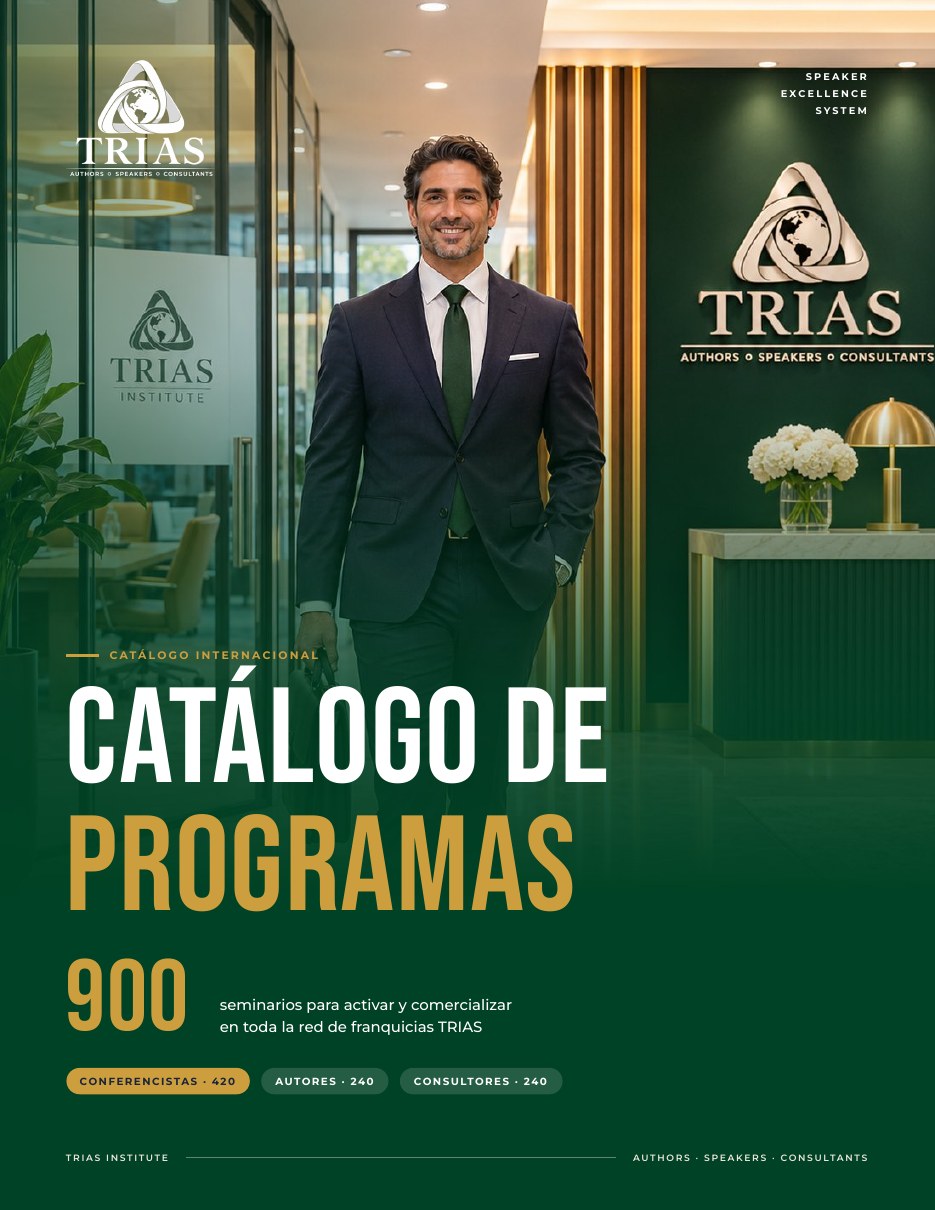 TRIAS
AUTHORS ○ SPEAKERS ○ CONSULTANTS
SPEAKER
EXCELLENCE
SYSTEM
TRIAS
AUTHORS ○ SPEAKERS ○ CONSULTANTS
TRIAS
INSTITUTE
CATÁLOGO INTERNACIONAL
CATÁLOGO DE
PROGRAMAS
900
seminarios para activar y comercializar
en toda la red de franquicias TRIAS
CONFERENCISTAS · 420
AUTORES · 240
CONSULTORES · 240
TRIAS INSTITUTE
AUTHORS · SPEAKERS · CONSULTANTS